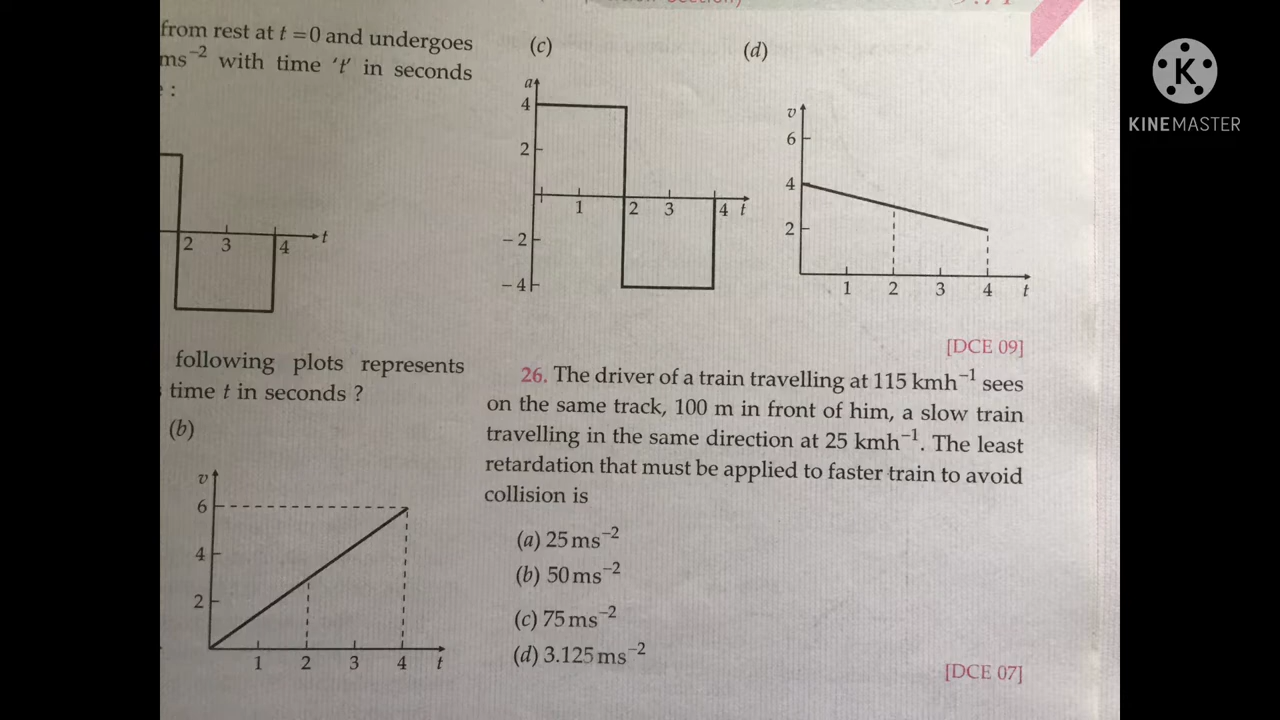 from rest at t = 0 and undergoes
ms⁻² with time 't' in seconds
:
2 3 4 t
following plots represents
time t in seconds ?
(b)
v
6
4
2
1 2 3 4 t
(c)
a
4
2
1 2 3 4 t
– 2
– 4
(d)
v
6
4
2
1 2 3 4 t
[DCE 09]
26. The driver of a train travelling at 115 kmh⁻¹ sees
on the same track, 100 m in front of him, a slow train
travelling in the same direction at 25 kmh⁻¹. The least
retardation that must be applied to faster train to avoid
collision is
(a) 25 ms⁻²
(b) 50 ms⁻²
(c) 75 ms⁻²
(d) 3.125 ms⁻²
[DCE 07]
K
KINEMASTER